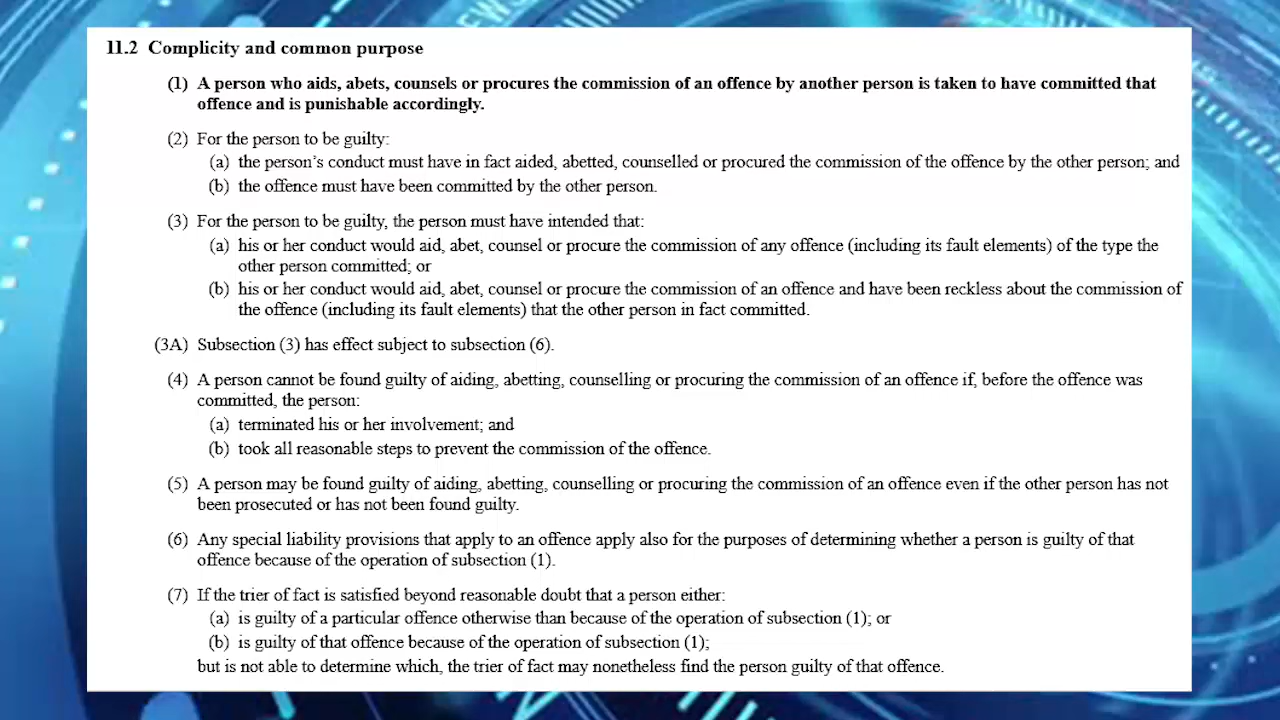 11.2 Complicity and common purpose
(1) A person who aids, abets, counsels or procures the commission of an offence by another person is taken to have committed that
offence and is punishable accordingly.
(2) For the person to be guilty:
(a) the person's conduct must have in fact aided, abetted, counselled or procured the commission of the offence by the other person; and
(b) the offence must have been committed by the other person.
(3) For the person to be guilty, the person must have intended that:
(a) his or her conduct would aid, abet, counsel or procure the commission of any offence (including its fault elements) of the type the
other person committed; or
(b) his or her conduct would aid, abet, counsel or procure the commission of an offence and have been reckless about the commission of
the offence (including its fault elements) that the other person in fact committed.
(3A) Subsection (3) has effect subject to subsection (6).
(4) A person cannot be found guilty of aiding, abetting, counselling or procuring the commission of an offence if, before the offence was
committed, the person:
(a) terminated his or her involvement; and
(b) took all reasonable steps to prevent the commission of the offence.
(5) A person may be found guilty of aiding, abetting, counselling or procuring the commission of an offence even if the other person has not
been prosecuted or has not been found guilty.
(6) Any special liability provisions that apply to an offence apply also for the purposes of determining whether a person is guilty of that
offence because of the operation of subsection (1).
(7) If the trier of fact is satisfied beyond reasonable doubt that a person either:
(a) is guilty of a particular offence otherwise than because of the operation of subsection (1); or
(b) is guilty of that offence because of the operation of subsection (1);
but is not able to determine which, the trier of fact may nonetheless find the person guilty of that offence.